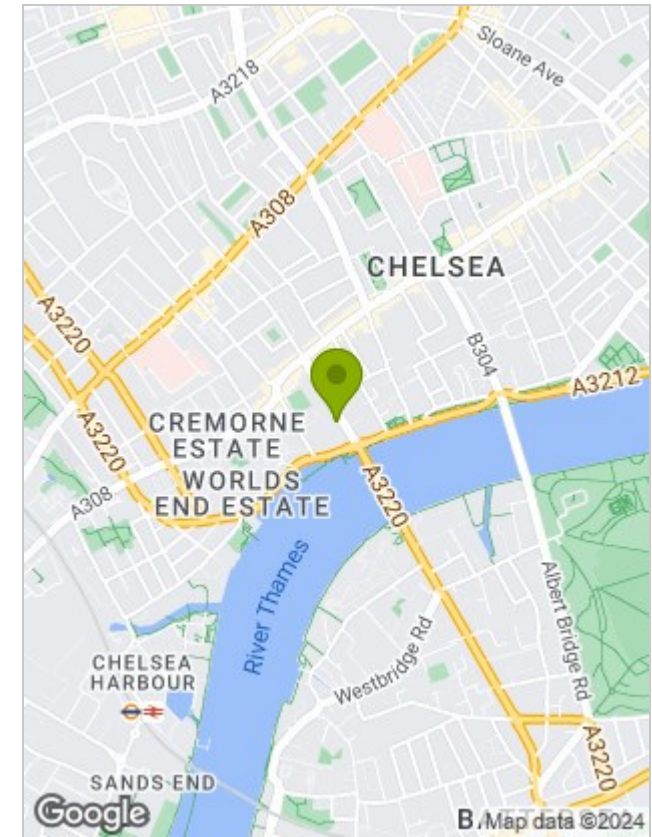 Sloane Ave
A3218
A308
CHELSEA
A3220
B304
A3212
CREMORNE
ESTATE
WORLDS
END ESTATE
A3220
A308
A3220
River Thames
Albert Bridge Rd
Westbridge Rd
CHELSEA
HARBOUR
A3220
SANDS END
Google
Map data ©2024